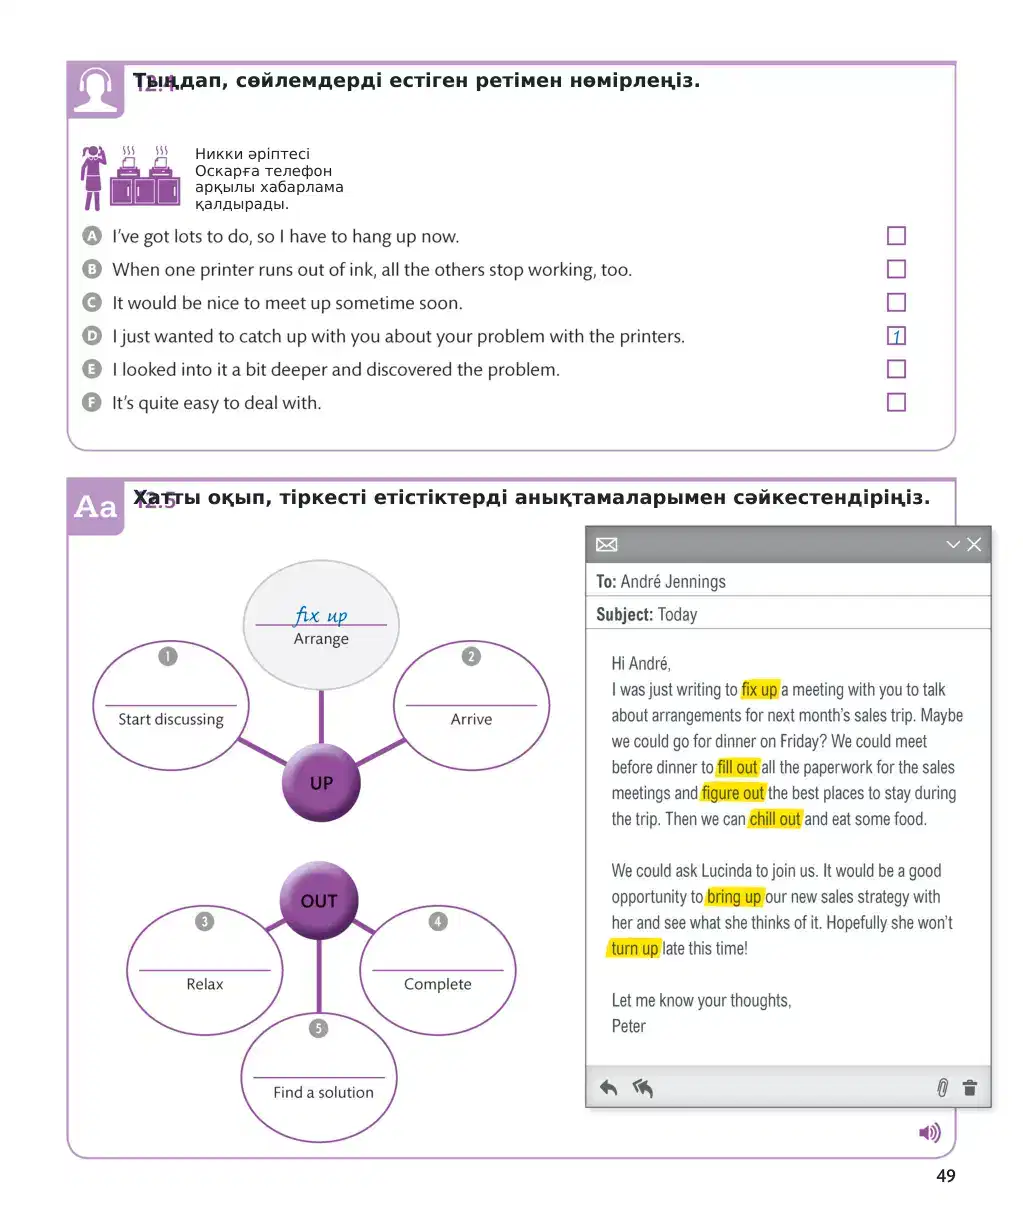 12.4 Тыңдап, сөйлемдерді естіген ретімен нөмірлеңіз.
Никки әріптесі
Оскарға телефон
арқылы хабарлама
қалдырады.
A I've got lots to do, so I have to hang up now.
B When one printer runs out of ink, all the others stop working, too.
C It would be nice to meet up sometime soon.
D I just wanted to catch up with you about your problem with the printers. 1
E I looked into it a bit deeper and discovered the problem.
F It's quite easy to deal with.
Aa 12.5 Хатты оқып, тіркесті етістіктерді анықтамаларымен сәйкестендіріңіз.
fix up
Arrange
1
Start discussing
2
Arrive
UP
OUT
3
Relax
4
Complete
5
Find a solution
To: André Jennings
Subject: Today
Hi André,
I was just writing to fix up a meeting with you to talk
about arrangements for next month's sales trip. Maybe
we could go for dinner on Friday? We could meet
before dinner to fill out all the paperwork for the sales
meetings and figure out the best places to stay during
the trip. Then we can chill out and eat some food.
We could ask Lucinda to join us. It would be a good
opportunity to bring up our new sales strategy with
her and see what she thinks of it. Hopefully she won't
turn up late this time!
Let me know your thoughts,
Peter
49